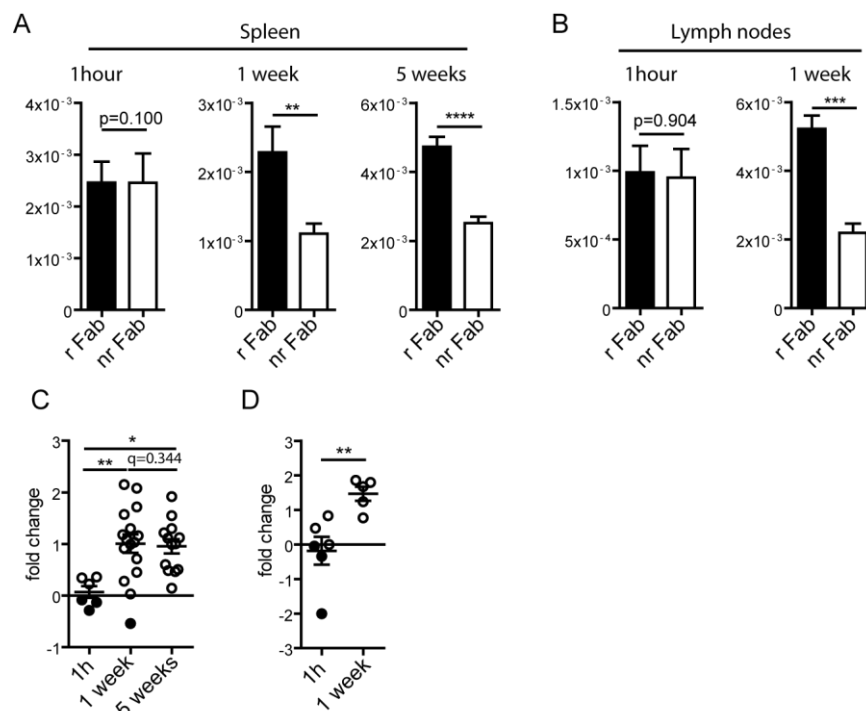 A
Spleen
1hour
1 week
5 weeks
4x10⁻³
3x10⁻³
2x10⁻³
1x10⁻³
0
p=0.100
r Fab
nr Fab
3x10⁻³
2x10⁻³
1x10⁻³
0
**
r Fab
nr Fab
6x10⁻³
4x10⁻³
2x10⁻³
0
****
r Fab
nr Fab
B
Lymph nodes
1hour
1 week
1.5x10⁻³
1x10⁻³
5x10⁻⁴
0
p=0.904
r Fab
nr Fab
6x10⁻³
4x10⁻³
2x10⁻³
0
***
r Fab
nr Fab
C
fold change
3
2
1
0
-1
*
**
q=0.344
1h
1 week
5 weeks
D
fold change
3
2
1
0
-1
-2
-3
**
1h
1 week